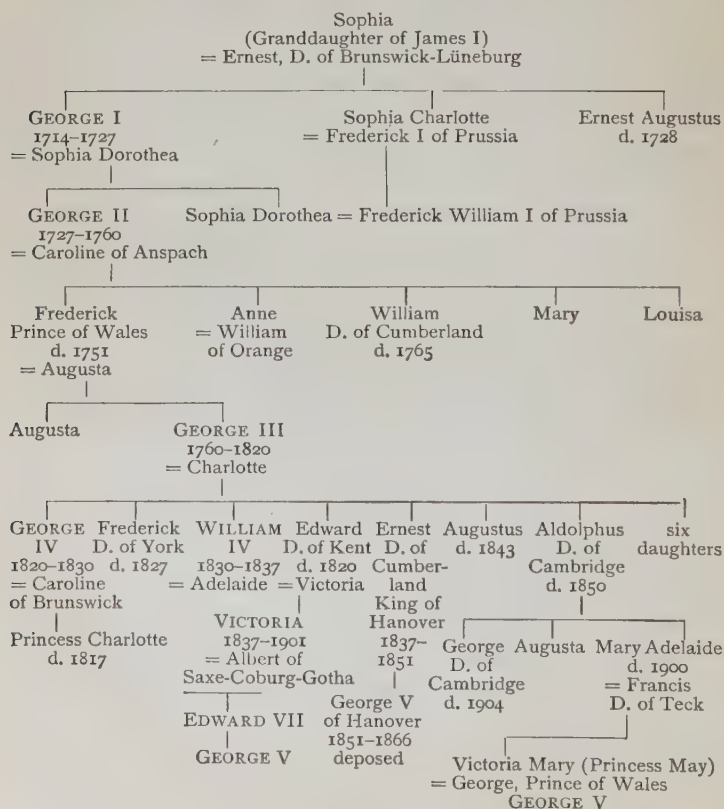 Sophia
(Granddaughter of James I)
= Ernest, D. of Brunswick-Lüneburg
GEORGE I
1714–1727
= Sophia Dorothea
Sophia Charlotte
= Frederick I of Prussia
Ernest Augustus
d. 1728
GEORGE II
1727–1760
= Caroline of Anspach
Sophia Dorothea = Frederick William I of Prussia
Frederick
Prince of Wales
d. 1751
= Augusta
Anne
= William
of Orange
William
D. of Cumberland
d. 1765
Mary
Louisa
Augusta
GEORGE III
1760–1820
= Charlotte
GEORGE
IV
1820–1830
= Caroline
of Brunswick
Princess Charlotte
d. 1817
Frederick
D. of York
d. 1827
WILLIAM
IV
1830–1837
= Adelaide
Edward
D. of Kent
d. 1820
= Victoria
VICTORIA
1837–1901
= Albert of
Saxe-Coburg-Gotha
EDWARD VII
GEORGE V
Ernest
D. of
Cumber-
land
King of
Hanover
1837–
1851
George V
of Hanover
1851–1866
deposed
Augustus
d. 1843
Aldolphus
D. of
Cambridge
d. 1850
six
daughters
George
D. of
Cambridge
d. 1904
Augusta
Mary Adelaide
d. 1900
= Francis
D. of Teck
Victoria Mary (Princess May)
= George, Prince of Wales
GEORGE V